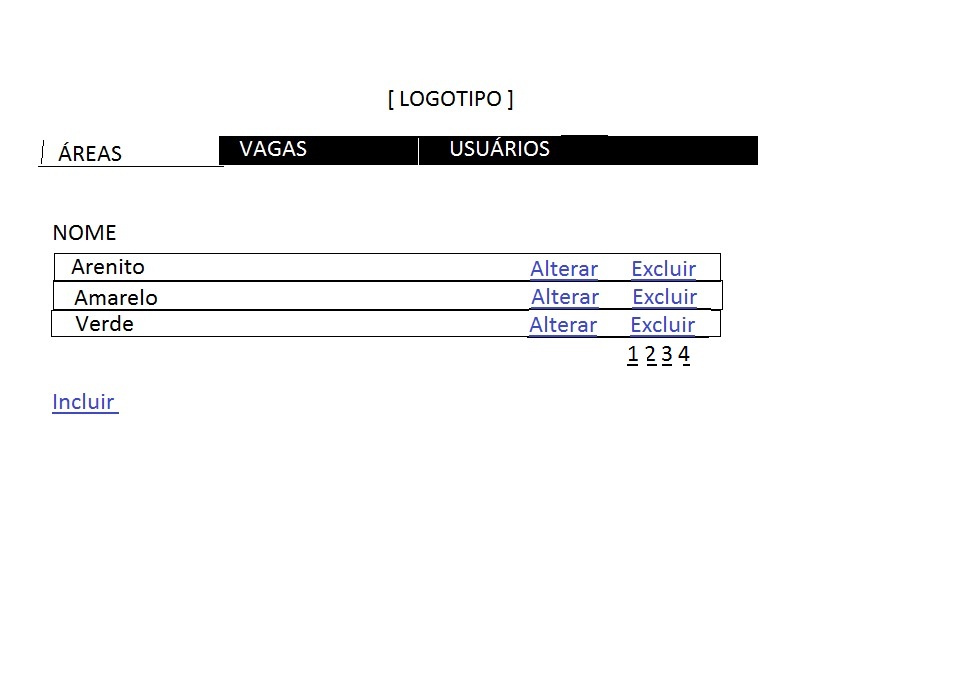 [ LOGOTIPO ]
ÁREAS VAGAS USUÁRIOS
NOME
Arenito Alterar Excluir
Amarelo Alterar Excluir
Verde Alterar Excluir
1 2 3 4
Incluir